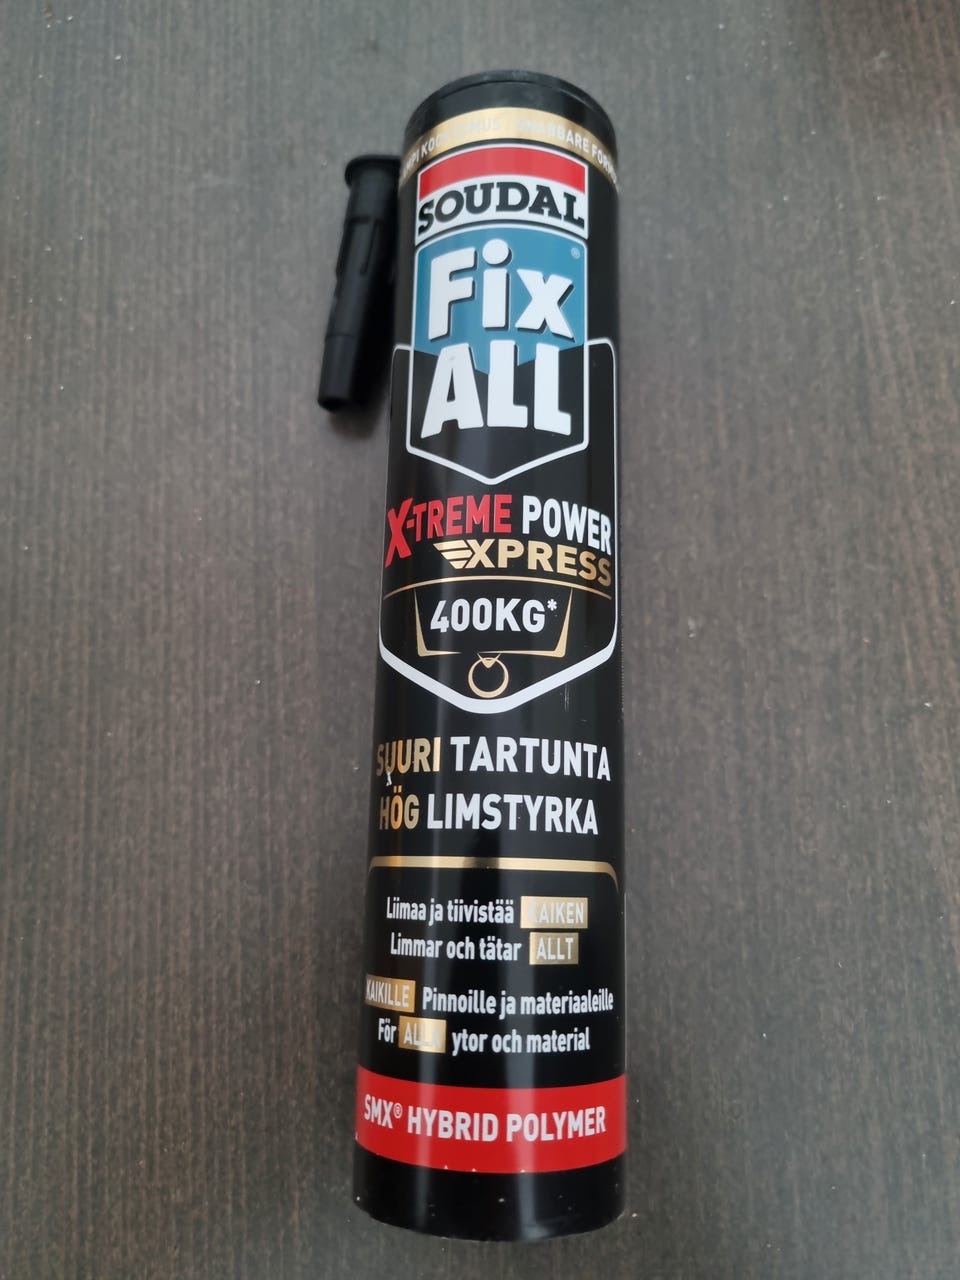 SNABBARE
SOUDAL
Fix®
ALL
X-TREME POWER
XPRESS
400KG*
SUURI TARTUNTA
HÖG LIMSTYRKA
Liimaa ja tiivistää KAIKEN
Limmar och tätar ALLT
KAIKILLE Pinnoille ja materiaaleille
För ALLA ytor och material
SMX® HYBRID POLYMER